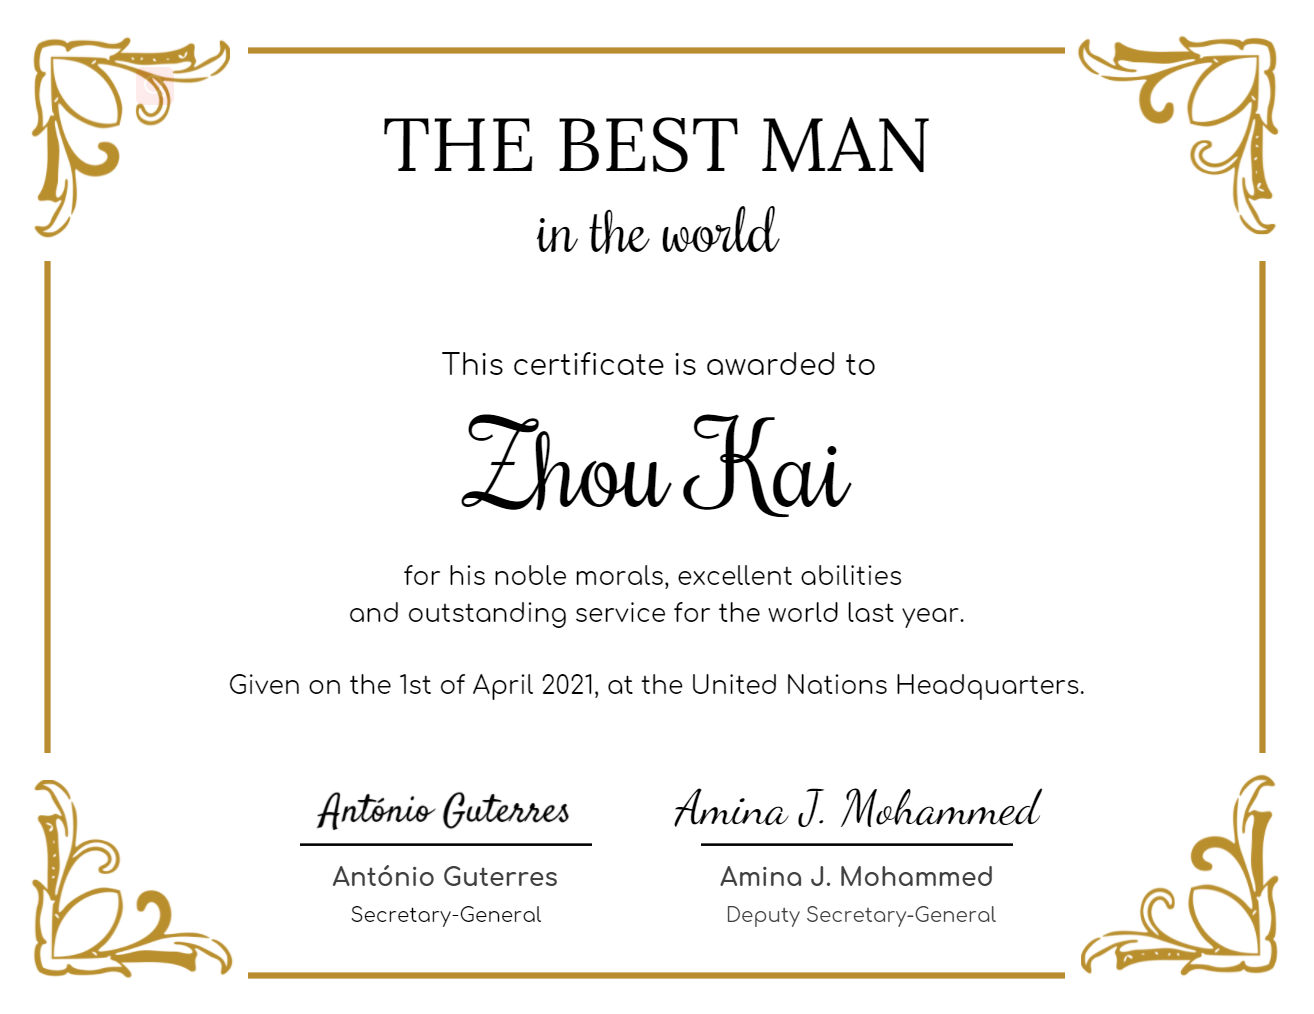 THE BEST MAN
in the world
This certificate is awarded to
Zhou Kai
for his noble morals, excellent abilities
and outstanding service for the world last year.
Given on the 1st of April 2021, at the United Nations Headquarters.
António Guterres
Amina J. Mohammed
António Guterres
Amina J. Mohammed
Secretary-General
Deputy Secretary-General